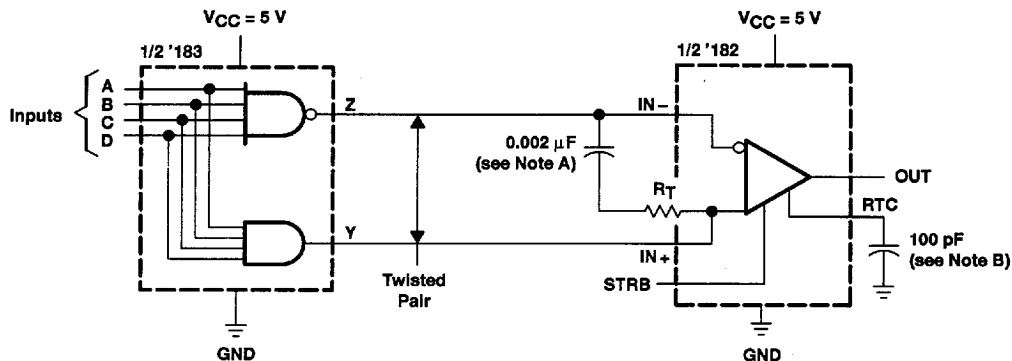 VCC = 5 V
VCC = 5 V
1/2 '183
1/2 '182
Inputs
A
B
C
D
Z
IN−
0.002 µF
(see Note A)
RT
OUT
RTC
Y
IN+
100 pF
(see Note B)
Twisted
Pair
STRB
GND
GND